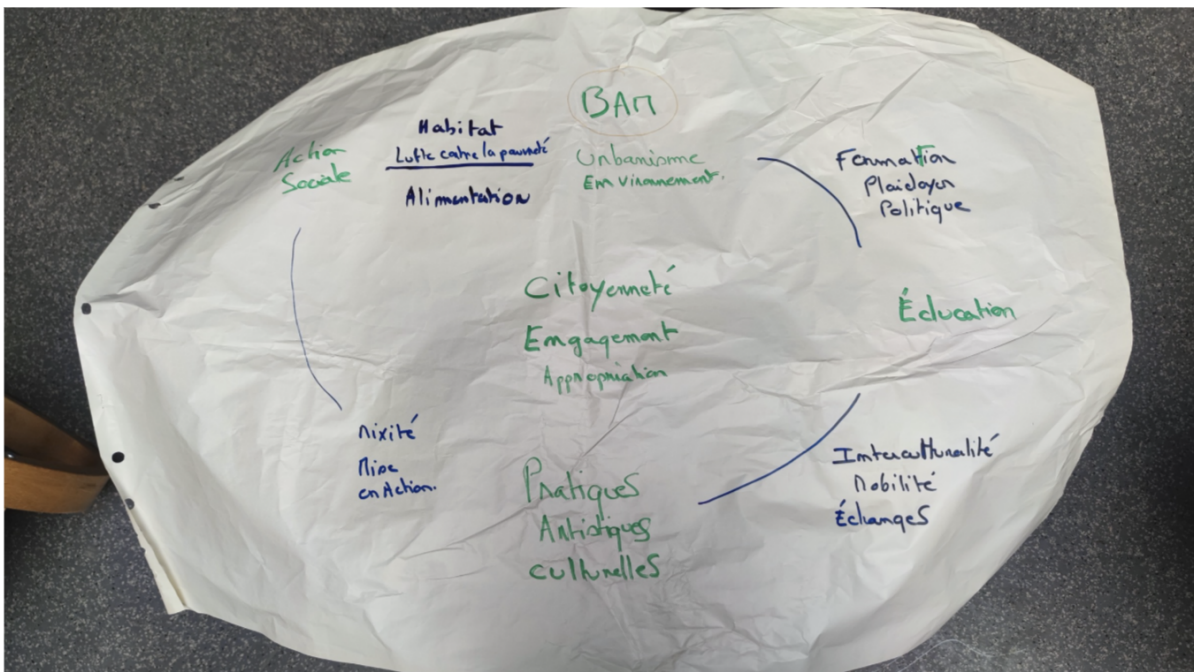 BAM
Action
Sociale
Habitat
Lutte contre la pauvreté
Alimentation
Urbanisme
Environnement.
Formation
Plaidoyer
Politique
Citoyenneté
Engagement
Appropriation
Éducation
Mixité
Mise
en Action.
Pratiques
Artistiques
culturelles
Interculturalité
Mobilité
Échanges